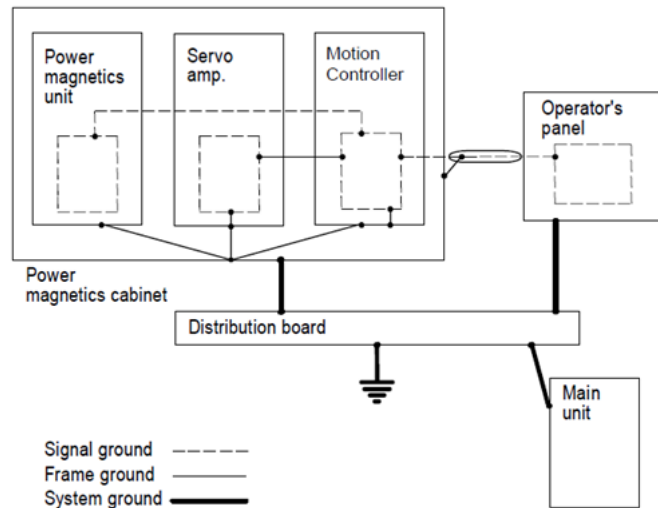 Power
magnetics
unit
Servo
amp.
Motion
Controller
Operator's
panel
Power
magnetics cabinet
Distribution board
Main
unit
Signal ground
Frame ground
System ground